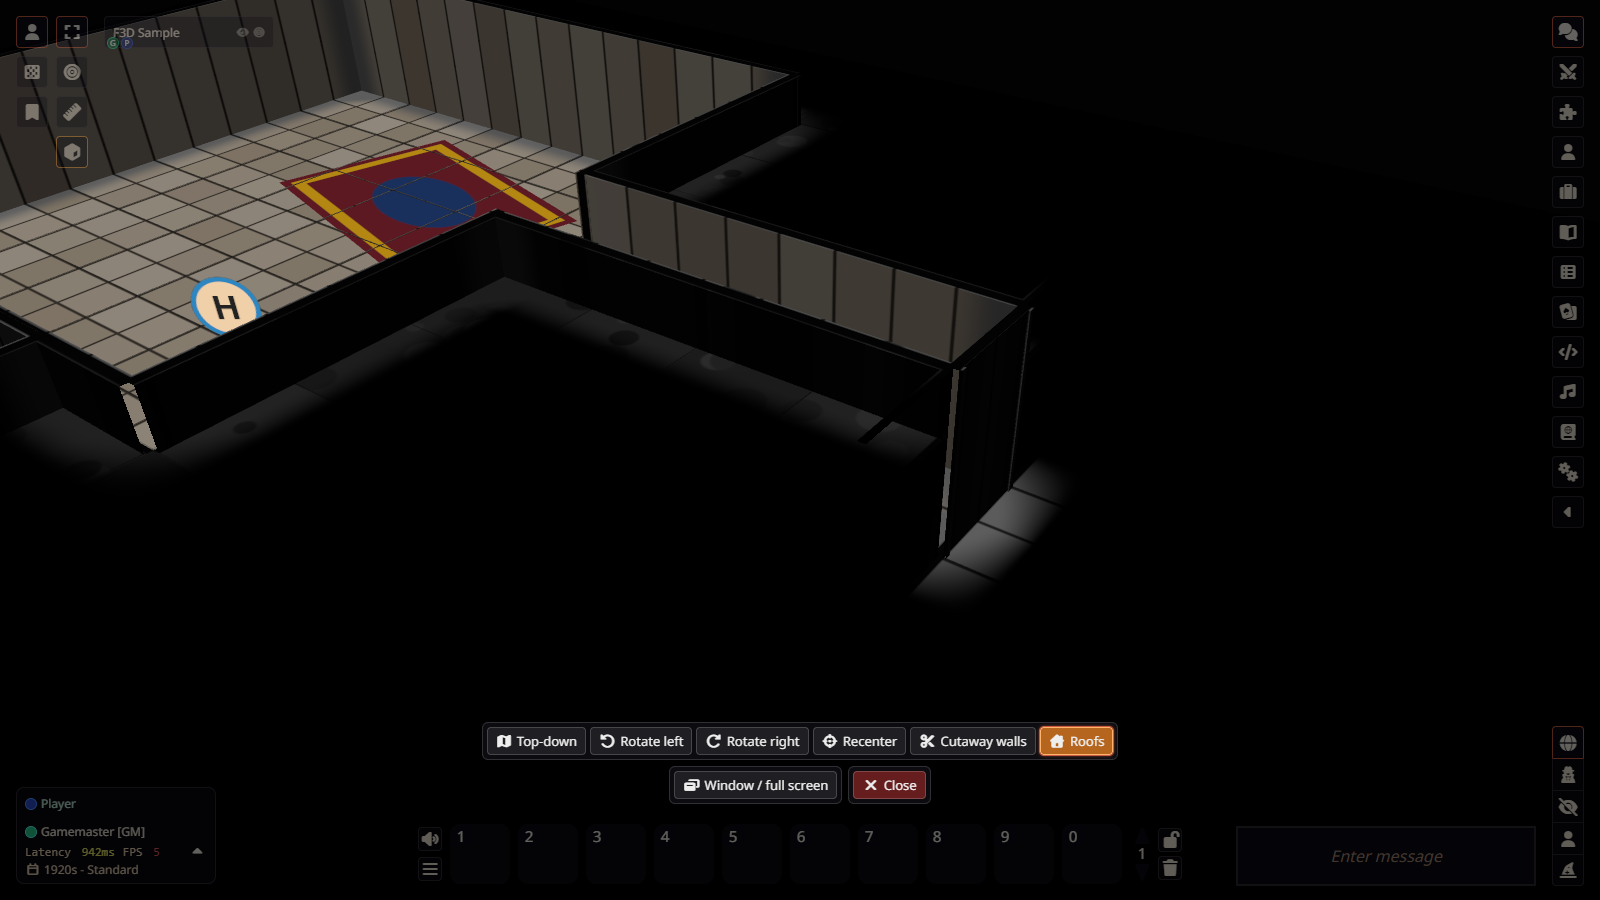 F3D Sample
G P
H
Top-down
Rotate left
Rotate right
Recenter
Cutaway walls
Roofs
Window / full screen
Close
Player
Gamemaster [GM]
Latency 942ms FPS 5
1920s - Standard
1 2 3 4 5 6 7 8 9 0
1
Enter message